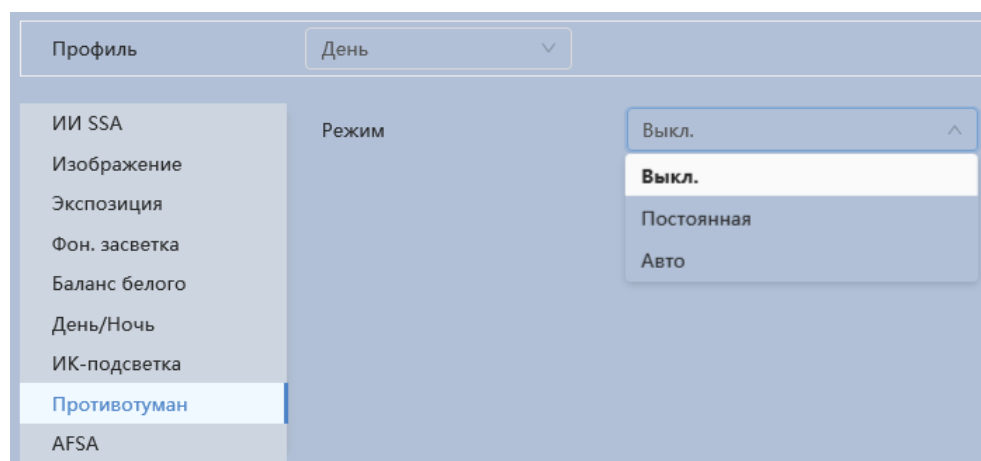 Профиль
День
ИИ SSA
Изображение
Экспозиция
Фон. засветка
Баланс белого
День/Ночь
ИК-подсветка
Противотуман
AFSA
Режим
Выкл.
Выкл.
Постоянная
Авто